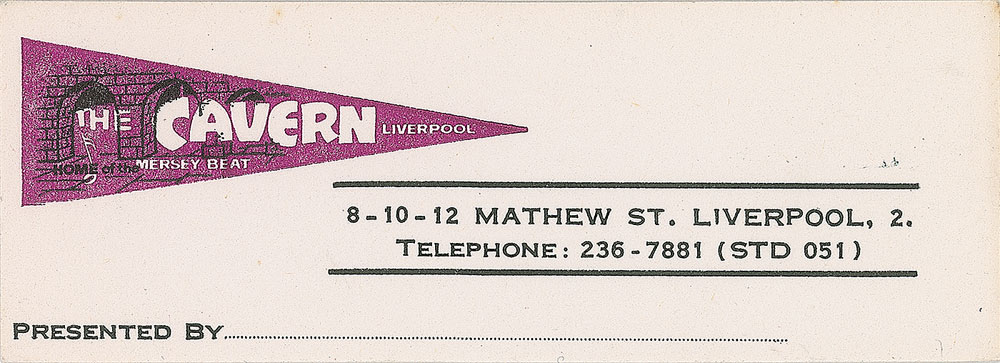 THE CAVERN LIVERPOOL
HOME of the MERSEY BEAT
8-10-12 MATHEW ST. LIVERPOOL, 2.
TELEPHONE: 236-7881 (STD 051)
PRESENTED BY